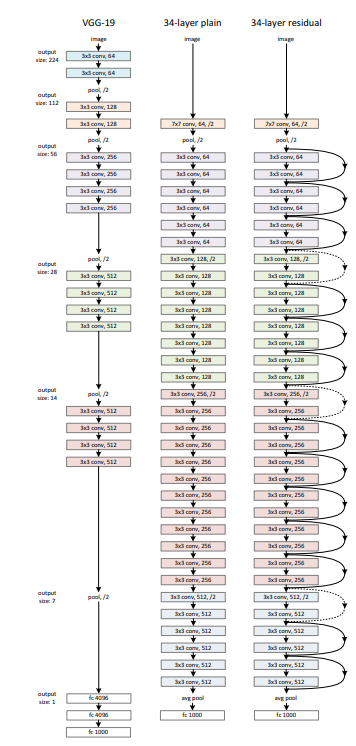 output
size: 224
output
size: 112
output
size: 56
output
size: 28
output
size: 14
output
size: 7
output
size: 1
VGG-19
image
3x3 conv, 64
3x3 conv, 64
pool, /2
3x3 conv, 128
3x3 conv, 128
pool, /2
3x3 conv, 256
3x3 conv, 256
3x3 conv, 256
3x3 conv, 256
pool, /2
3x3 conv, 512
3x3 conv, 512
3x3 conv, 512
3x3 conv, 512
pool, /2
3x3 conv, 512
3x3 conv, 512
3x3 conv, 512
3x3 conv, 512
pool, /2
fc 4096
fc 4096
fc 1000
34-layer plain
image
7x7 conv, 64, /2
pool, /2
3x3 conv, 64
3x3 conv, 64
3x3 conv, 64
3x3 conv, 64
3x3 conv, 64
3x3 conv, 64
3x3 conv, 128, /2
3x3 conv, 128
3x3 conv, 128
3x3 conv, 128
3x3 conv, 128
3x3 conv, 128
3x3 conv, 128
3x3 conv, 128
3x3 conv, 256, /2
3x3 conv, 256
3x3 conv, 256
3x3 conv, 256
3x3 conv, 256
3x3 conv, 256
3x3 conv, 256
3x3 conv, 256
3x3 conv, 256
3x3 conv, 256
3x3 conv, 256
3x3 conv, 256
3x3 conv, 512, /2
3x3 conv, 512
3x3 conv, 512
3x3 conv, 512
3x3 conv, 512
3x3 conv, 512
avg pool
fc 1000
34-layer residual
image
7x7 conv, 64, /2
pool, /2
3x3 conv, 64
3x3 conv, 64
3x3 conv, 64
3x3 conv, 64
3x3 conv, 64
3x3 conv, 64
3x3 conv, 128, /2
3x3 conv, 128
3x3 conv, 128
3x3 conv, 128
3x3 conv, 128
3x3 conv, 128
3x3 conv, 128
3x3 conv, 128
3x3 conv, 256, /2
3x3 conv, 256
3x3 conv, 256
3x3 conv, 256
3x3 conv, 256
3x3 conv, 256
3x3 conv, 256
3x3 conv, 256
3x3 conv, 256
3x3 conv, 256
3x3 conv, 256
3x3 conv, 256
3x3 conv, 512, /2
3x3 conv, 512
3x3 conv, 512
3x3 conv, 512
3x3 conv, 512
3x3 conv, 512
avg pool
fc 1000